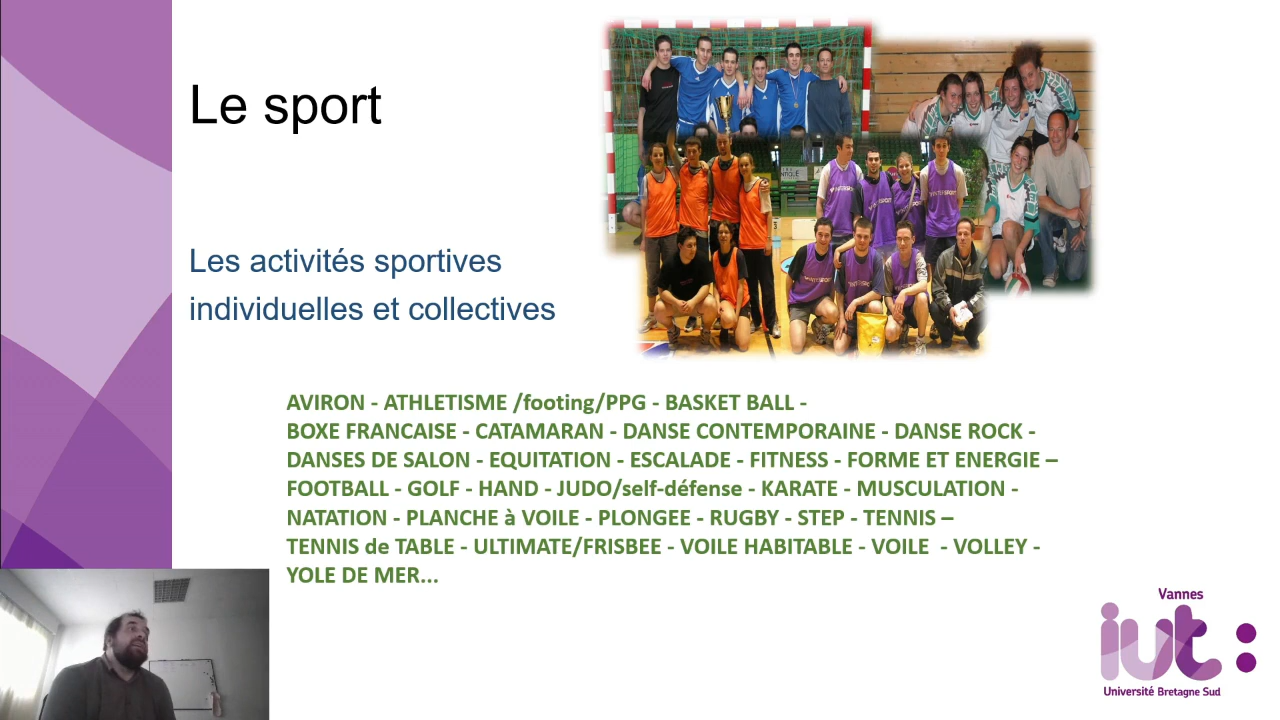 Le sport
Les activités sportives
individuelles et collectives
AVIRON - ATHLETISME /footing/PPG - BASKET BALL -
BOXE FRANCAISE - CATAMARAN - DANSE CONTEMPORAINE - DANSE ROCK -
DANSES DE SALON - EQUITATION - ESCALADE - FITNESS - FORME ET ENERGIE –
FOOTBALL - GOLF - HAND - JUDO/self-défense - KARATE - MUSCULATION -
NATATION - PLANCHE à VOILE - PLONGEE - RUGBY - STEP - TENNIS –
TENNIS de TABLE - ULTIMATE/FRISBEE - VOILE HABITABLE - VOILE  - VOLLEY -
YOLE DE MER...
Vannes
iut:
Université Bretagne Sud